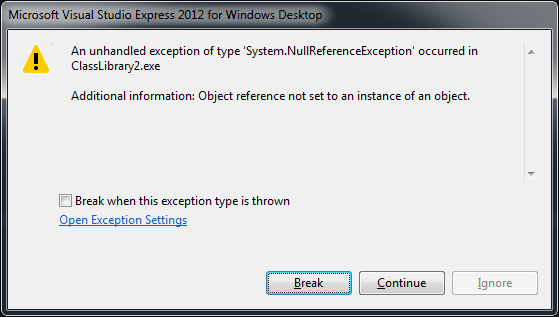 Microsoft Visual Studio Express 2012 for Windows Desktop
An unhandled exception of type 'System.NullReferenceException' occurred in
ClassLibrary2.exe
Additional information: Object reference not set to an instance of an object.
Break when this exception type is thrown
Open Exception Settings
Break
Continue
Ignore